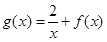 g(x) = 2/x + f(x)